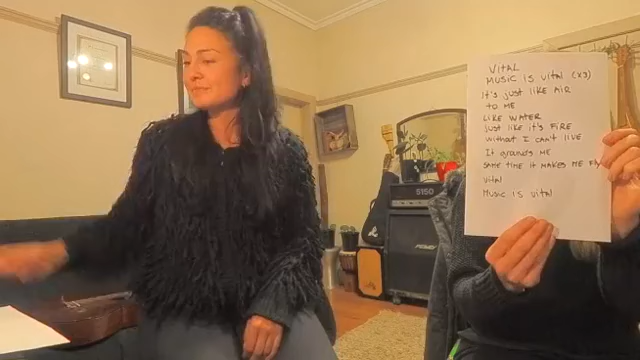 VITAL
MUSIC IS VITAL (x3)
IT'S JUST LIKE AIR
TO ME
LIKE WATER
JUST LIKE IT'S FIRE
WITHOUT I CAN'T LIVE
IT GROUNDS ME
SAME TIME IT MAKES ME FLY
VITAL
MUSIC IS VITAL
5150